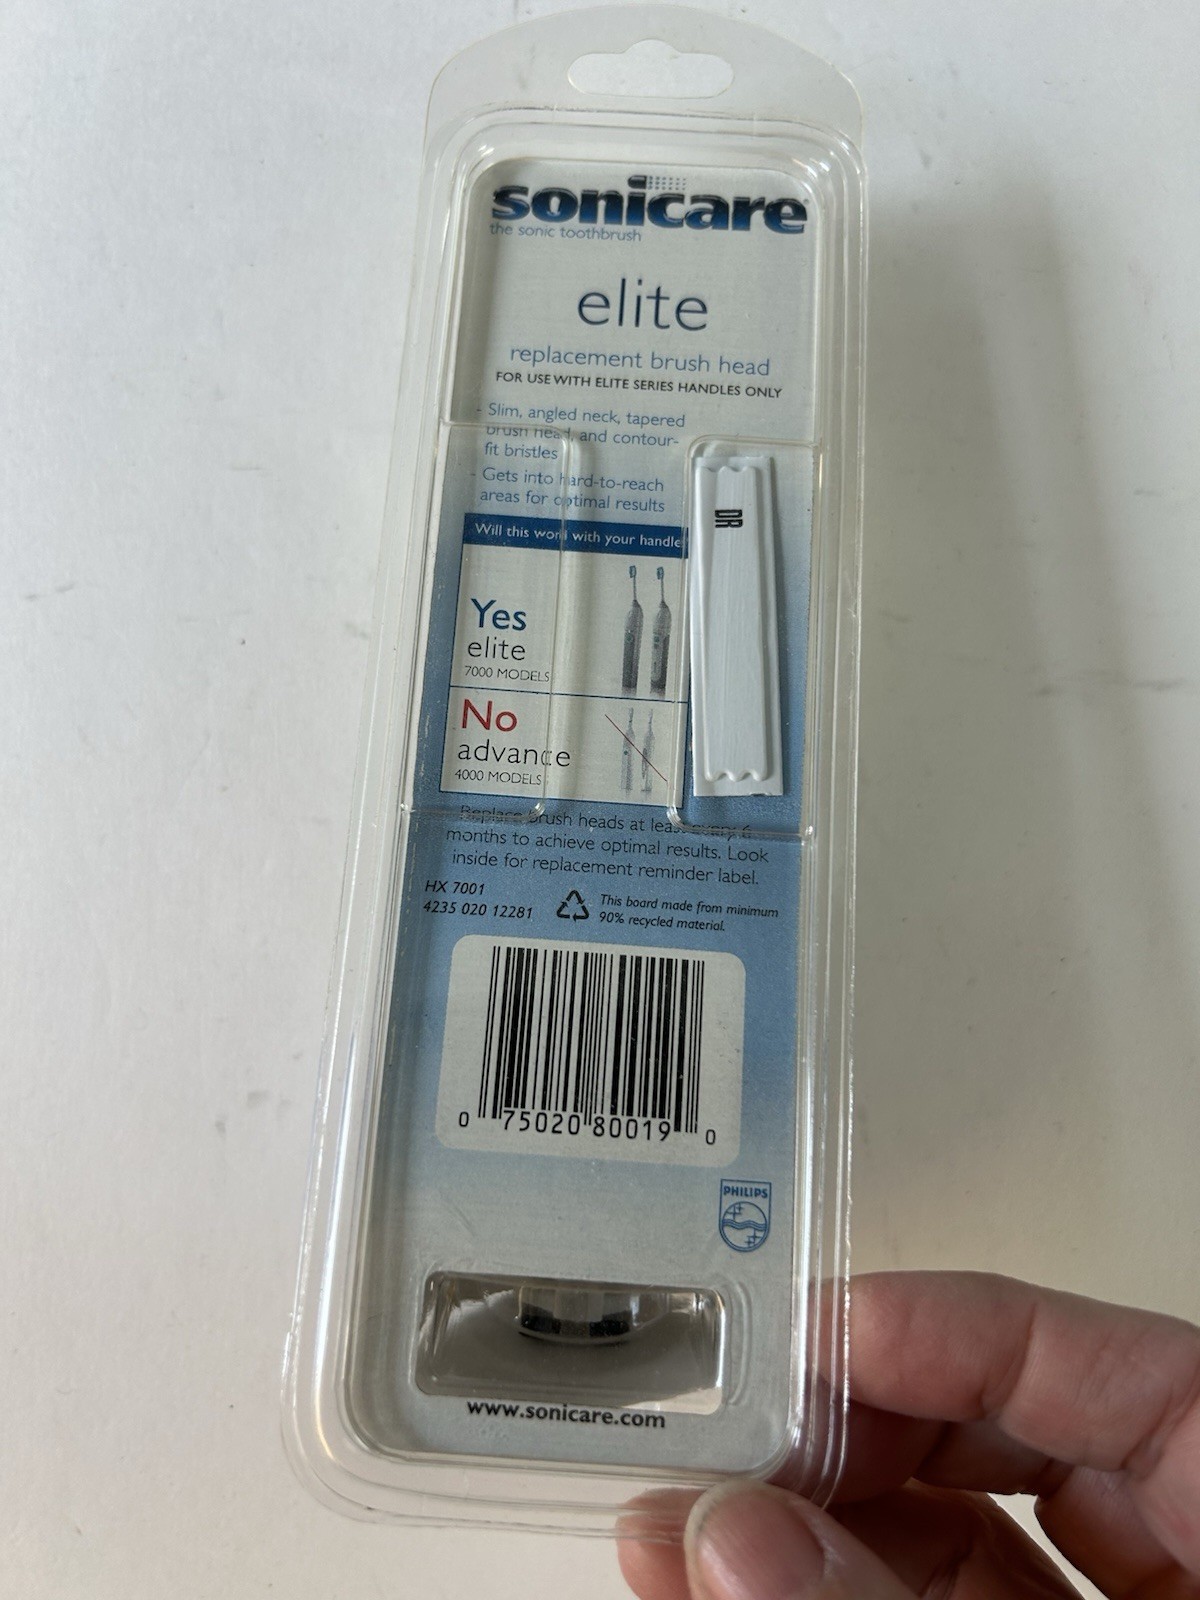 sonicare
the sonic toothbrush
elite
replacement brush head
FOR USE WITH ELITE SERIES HANDLES ONLY
- Slim, angled neck, tapered
brush head, and contour-
fit bristles
- Gets into hard-to-reach
areas for optimal results
DR
Will this work with your handle
Yes
elite
7000 MODELS
No
advance
4000 MODELS
Replace brush heads at least every 6
months to achieve optimal results. Look
inside for replacement reminder label.
HX 7001
4235 020 12281
This board made from minimum
90% recycled material.
0 75020 80019 0
PHILIPS
www.sonicare.com